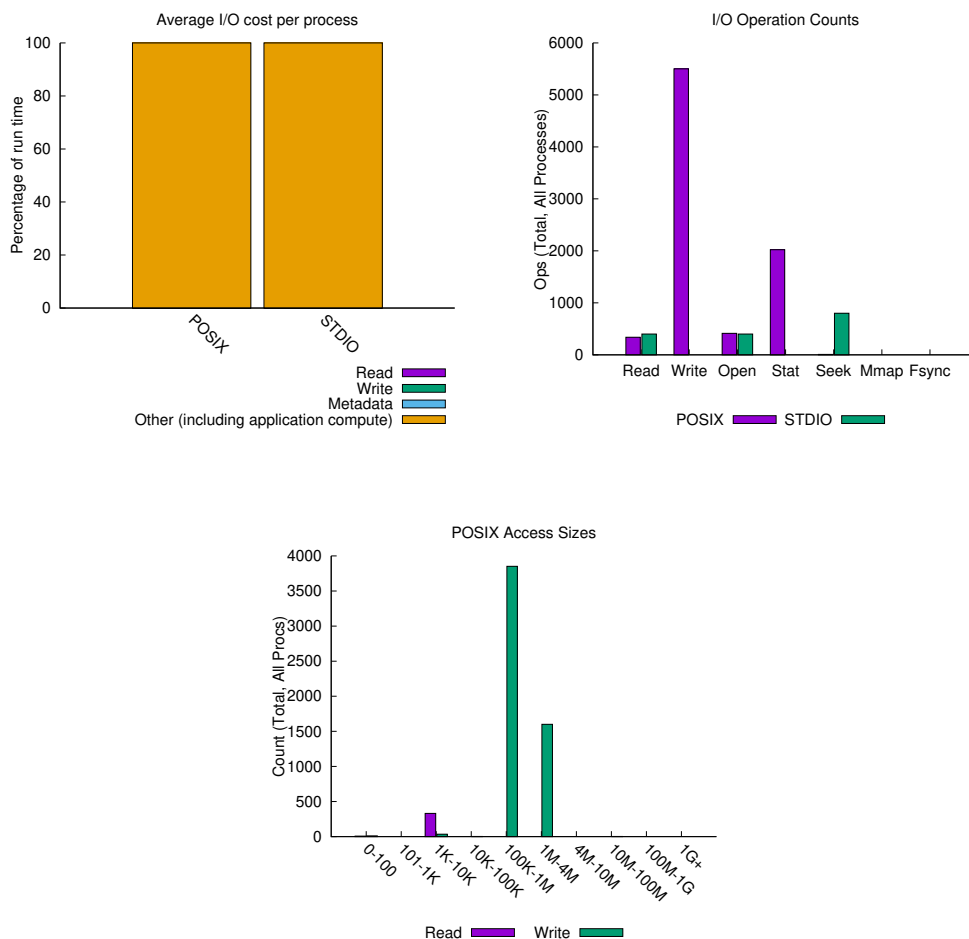 Average I/O cost per process
Percentage of run time
100
80
60
40
20
0
POSIX
STDIO
Read
Write
Metadata
Other (including application compute)
I/O Operation Counts
Ops (Total, All Processes)
6000
5000
4000
3000
2000
1000
0
Read Write Open Stat Seek Mmap Fsync
POSIX STDIO
POSIX Access Sizes
Count (Total, All Procs)
4000
3500
3000
2500
2000
1500
1000
500
0
0-100
101-1K
1K-10K
10K-100K
100K-1M
1M-4M
4M-10M
10M-100M
100M-1G
1G+
Read Write